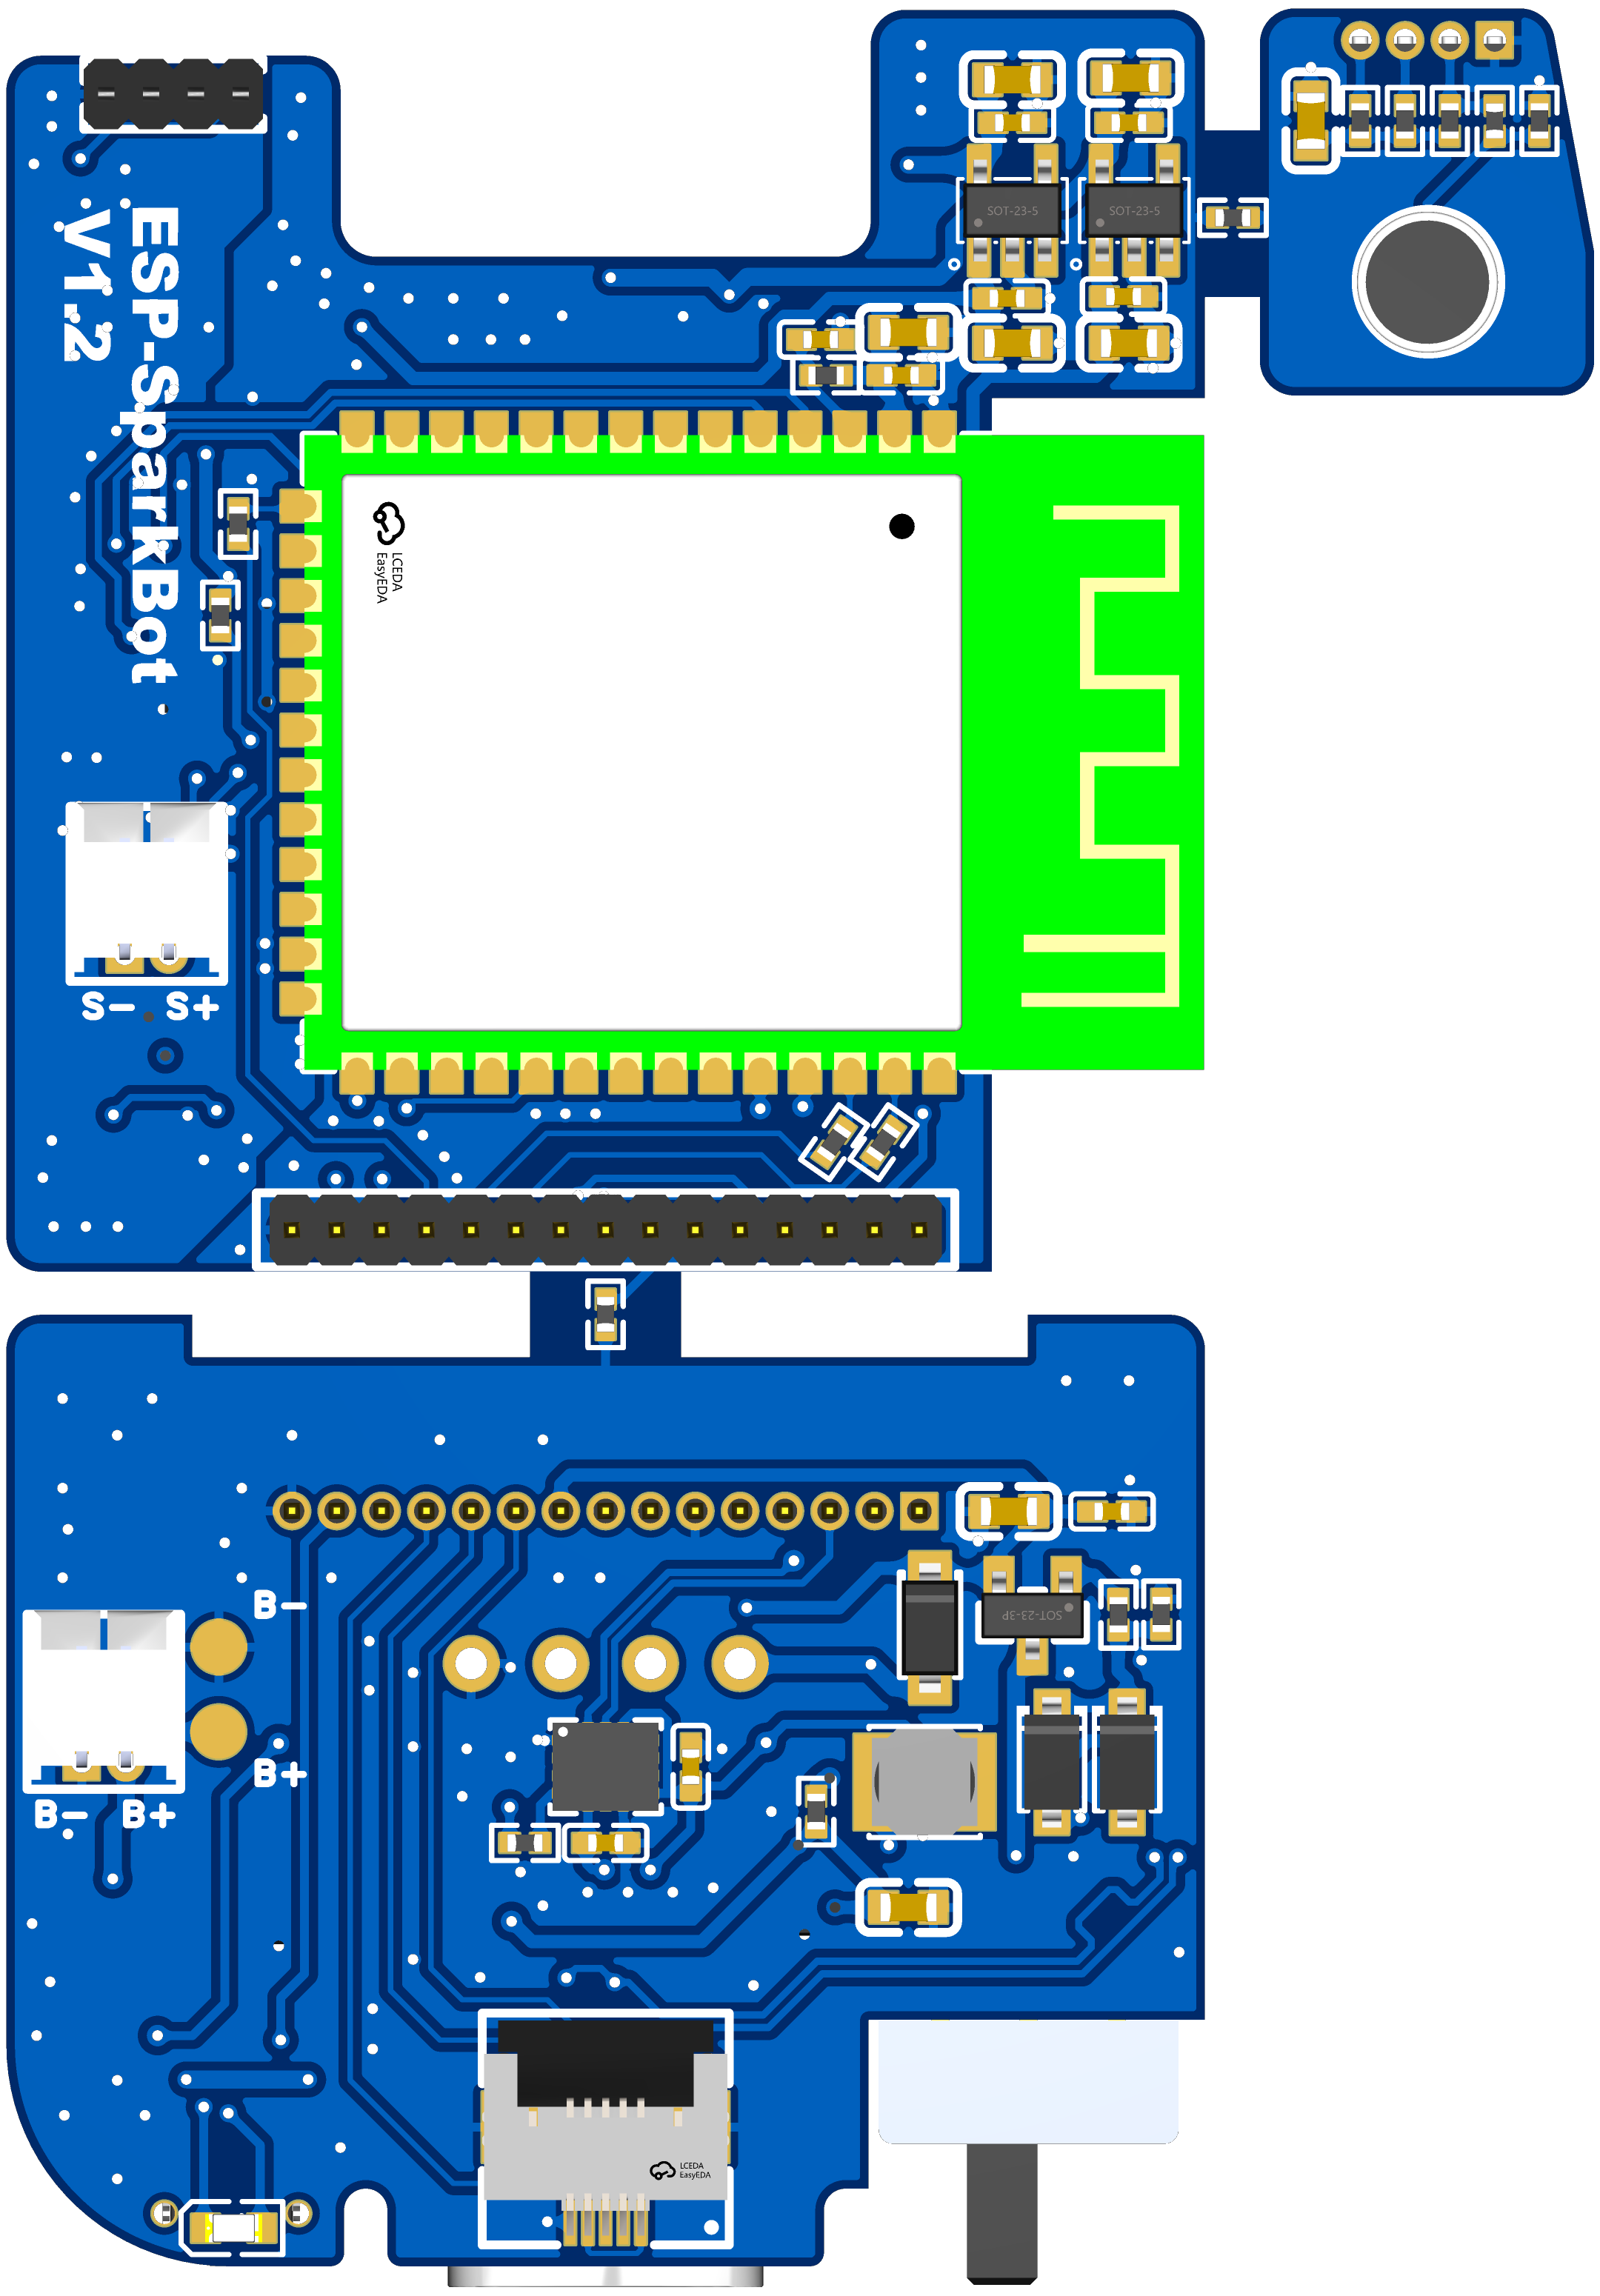 SOT-23-5
SOT-23-5
ESP-SparkBot
V1.2
LCEDA
EasyEDA
S- S+
B-
SOT-23-3P
B+
B- B+
LCEDA
EasyEDA